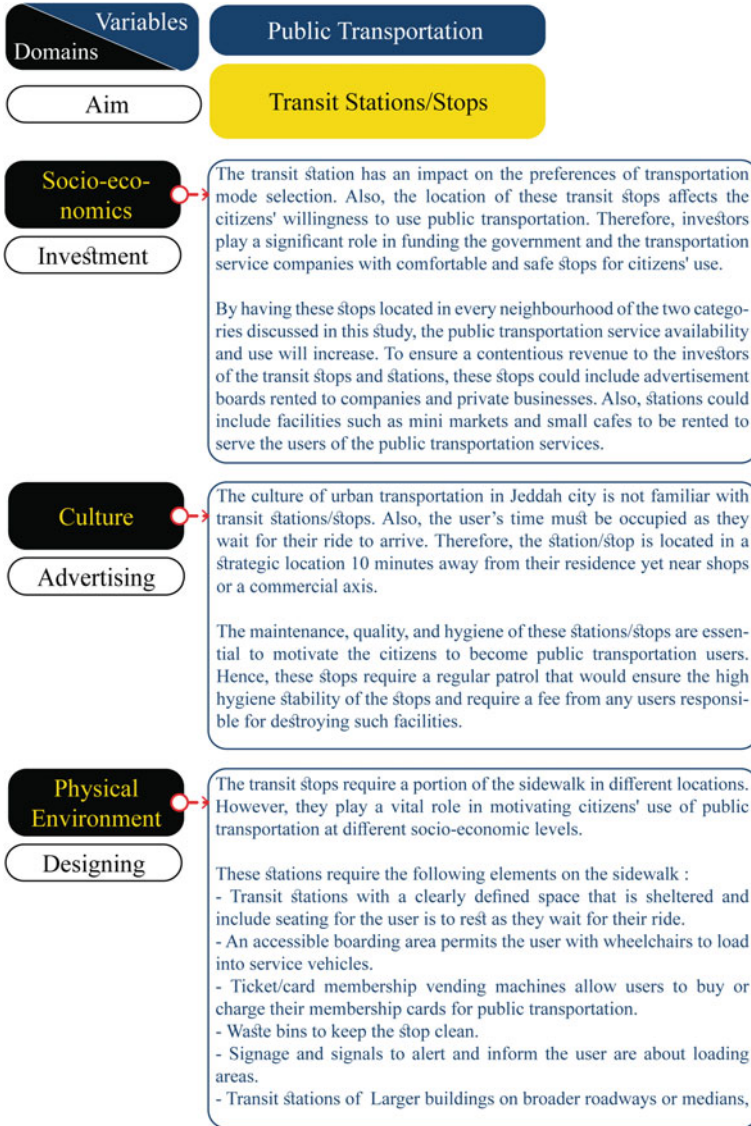 Variables
Domains
Public Transportation
Aim
Transit Stations/Stops
Socio-eco-
nomics
Investment
The transit station has an impact on the preferences of transportation
mode selection. Also, the location of these transit stops affects the
citizens' willingness to use public transportation. Therefore, investors
play a significant role in funding the government and the transportation
service companies with comfortable and safe stops for citizens' use.
By having these stops located in every neighbourhood of the two catego-
ries discussed in this study, the public transportation service availability
and use will increase. To ensure a contentious revenue to the investors
of the transit stops and stations, these stops could include advertisement
boards rented to companies and private businesses. Also, stations could
include facilities such as mini markets and small cafes to be rented to
serve the users of the public transportation services.
Culture
Advertising
The culture of urban transportation in Jeddah city is not familiar with
transit stations/stops. Also, the user's time must be occupied as they
wait for their ride to arrive. Therefore, the station/stop is located in a
strategic location 10 minutes away from their residence yet near shops
or a commercial axis.
The maintenance, quality, and hygiene of these stations/stops are essen-
tial to motivate the citizens to become public transportation users.
Hence, these stops require a regular patrol that would ensure the high
hygiene stability of the stops and require a fee from any users responsi-
ble for destroying such facilities.
Physical
Environment
Designing
The transit stops require a portion of the sidewalk in different locations.
However, they play a vital role in motivating citizens' use of public
transportation at different socio-economic levels.
These stations require the following elements on the sidewalk :
- Transit stations with a clearly defined space that is sheltered and
include seating for the user is to rest as they wait for their ride.
- An accessible boarding area permits the user with wheelchairs to load
into service vehicles.
- Ticket/card membership vending machines allow users to buy or
charge their membership cards for public transportation.
- Waste bins to keep the stop clean.
- Signage and signals to alert and inform the user are about loading
areas.
- Transit stations of Larger buildings on broader roadways or medians,